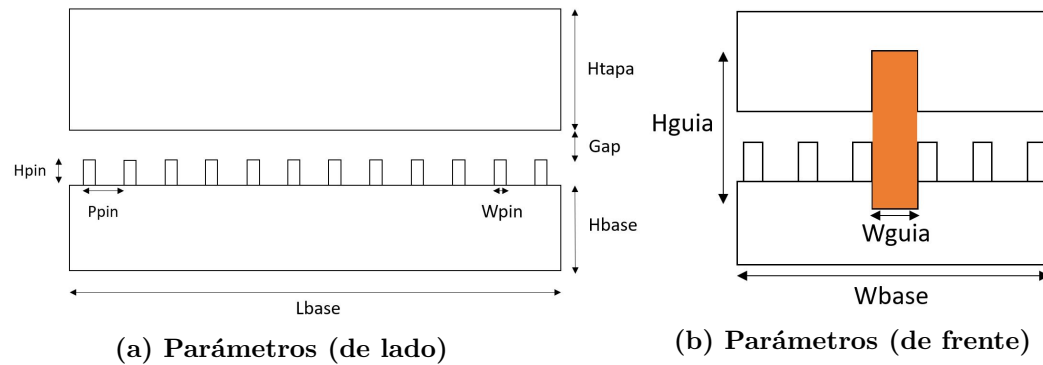 Htapa
Gap
Hpin
Ppin
Wpin
Hbase
Lbase
(a) Parámetros (de lado)
Hguia
Wguia
Wbase
(b) Parámetros (de frente)